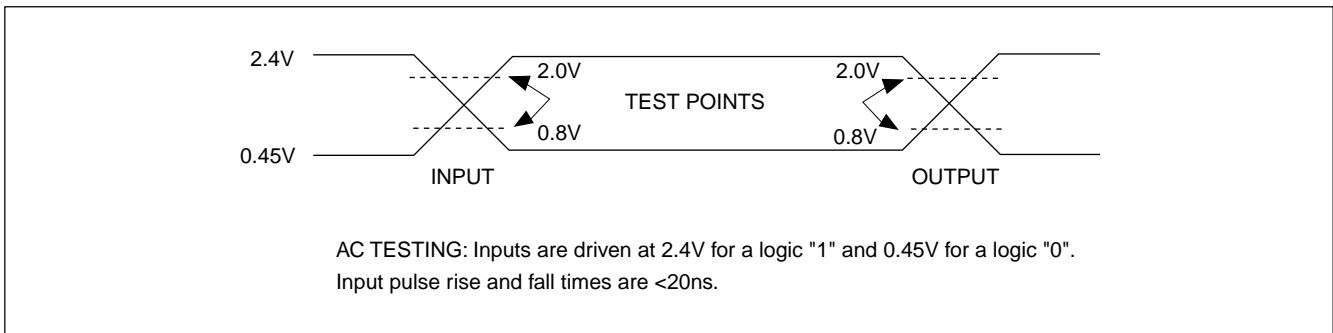 2.4V
2.0V
2.0V
TEST POINTS
0.8V
0.8V
0.45V
INPUT
OUTPUT
AC TESTING: Inputs are driven at 2.4V for a logic "1" and 0.45V for a logic "0".
Input pulse rise and fall times are <20ns.